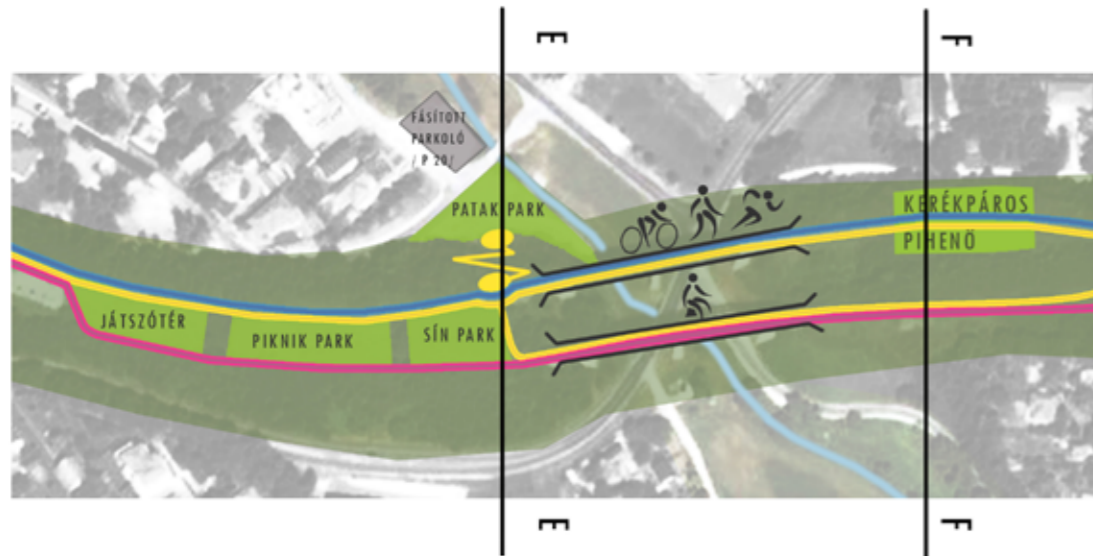 E
F
FÁSÍTOTT
PARKOLÓ
/ P 20/
PATAK PARK
KERÉKPÁROS
PIHENŐ
JÁTSZÓTÉR
PIKNIK PARK
SÍN PARK
E
F